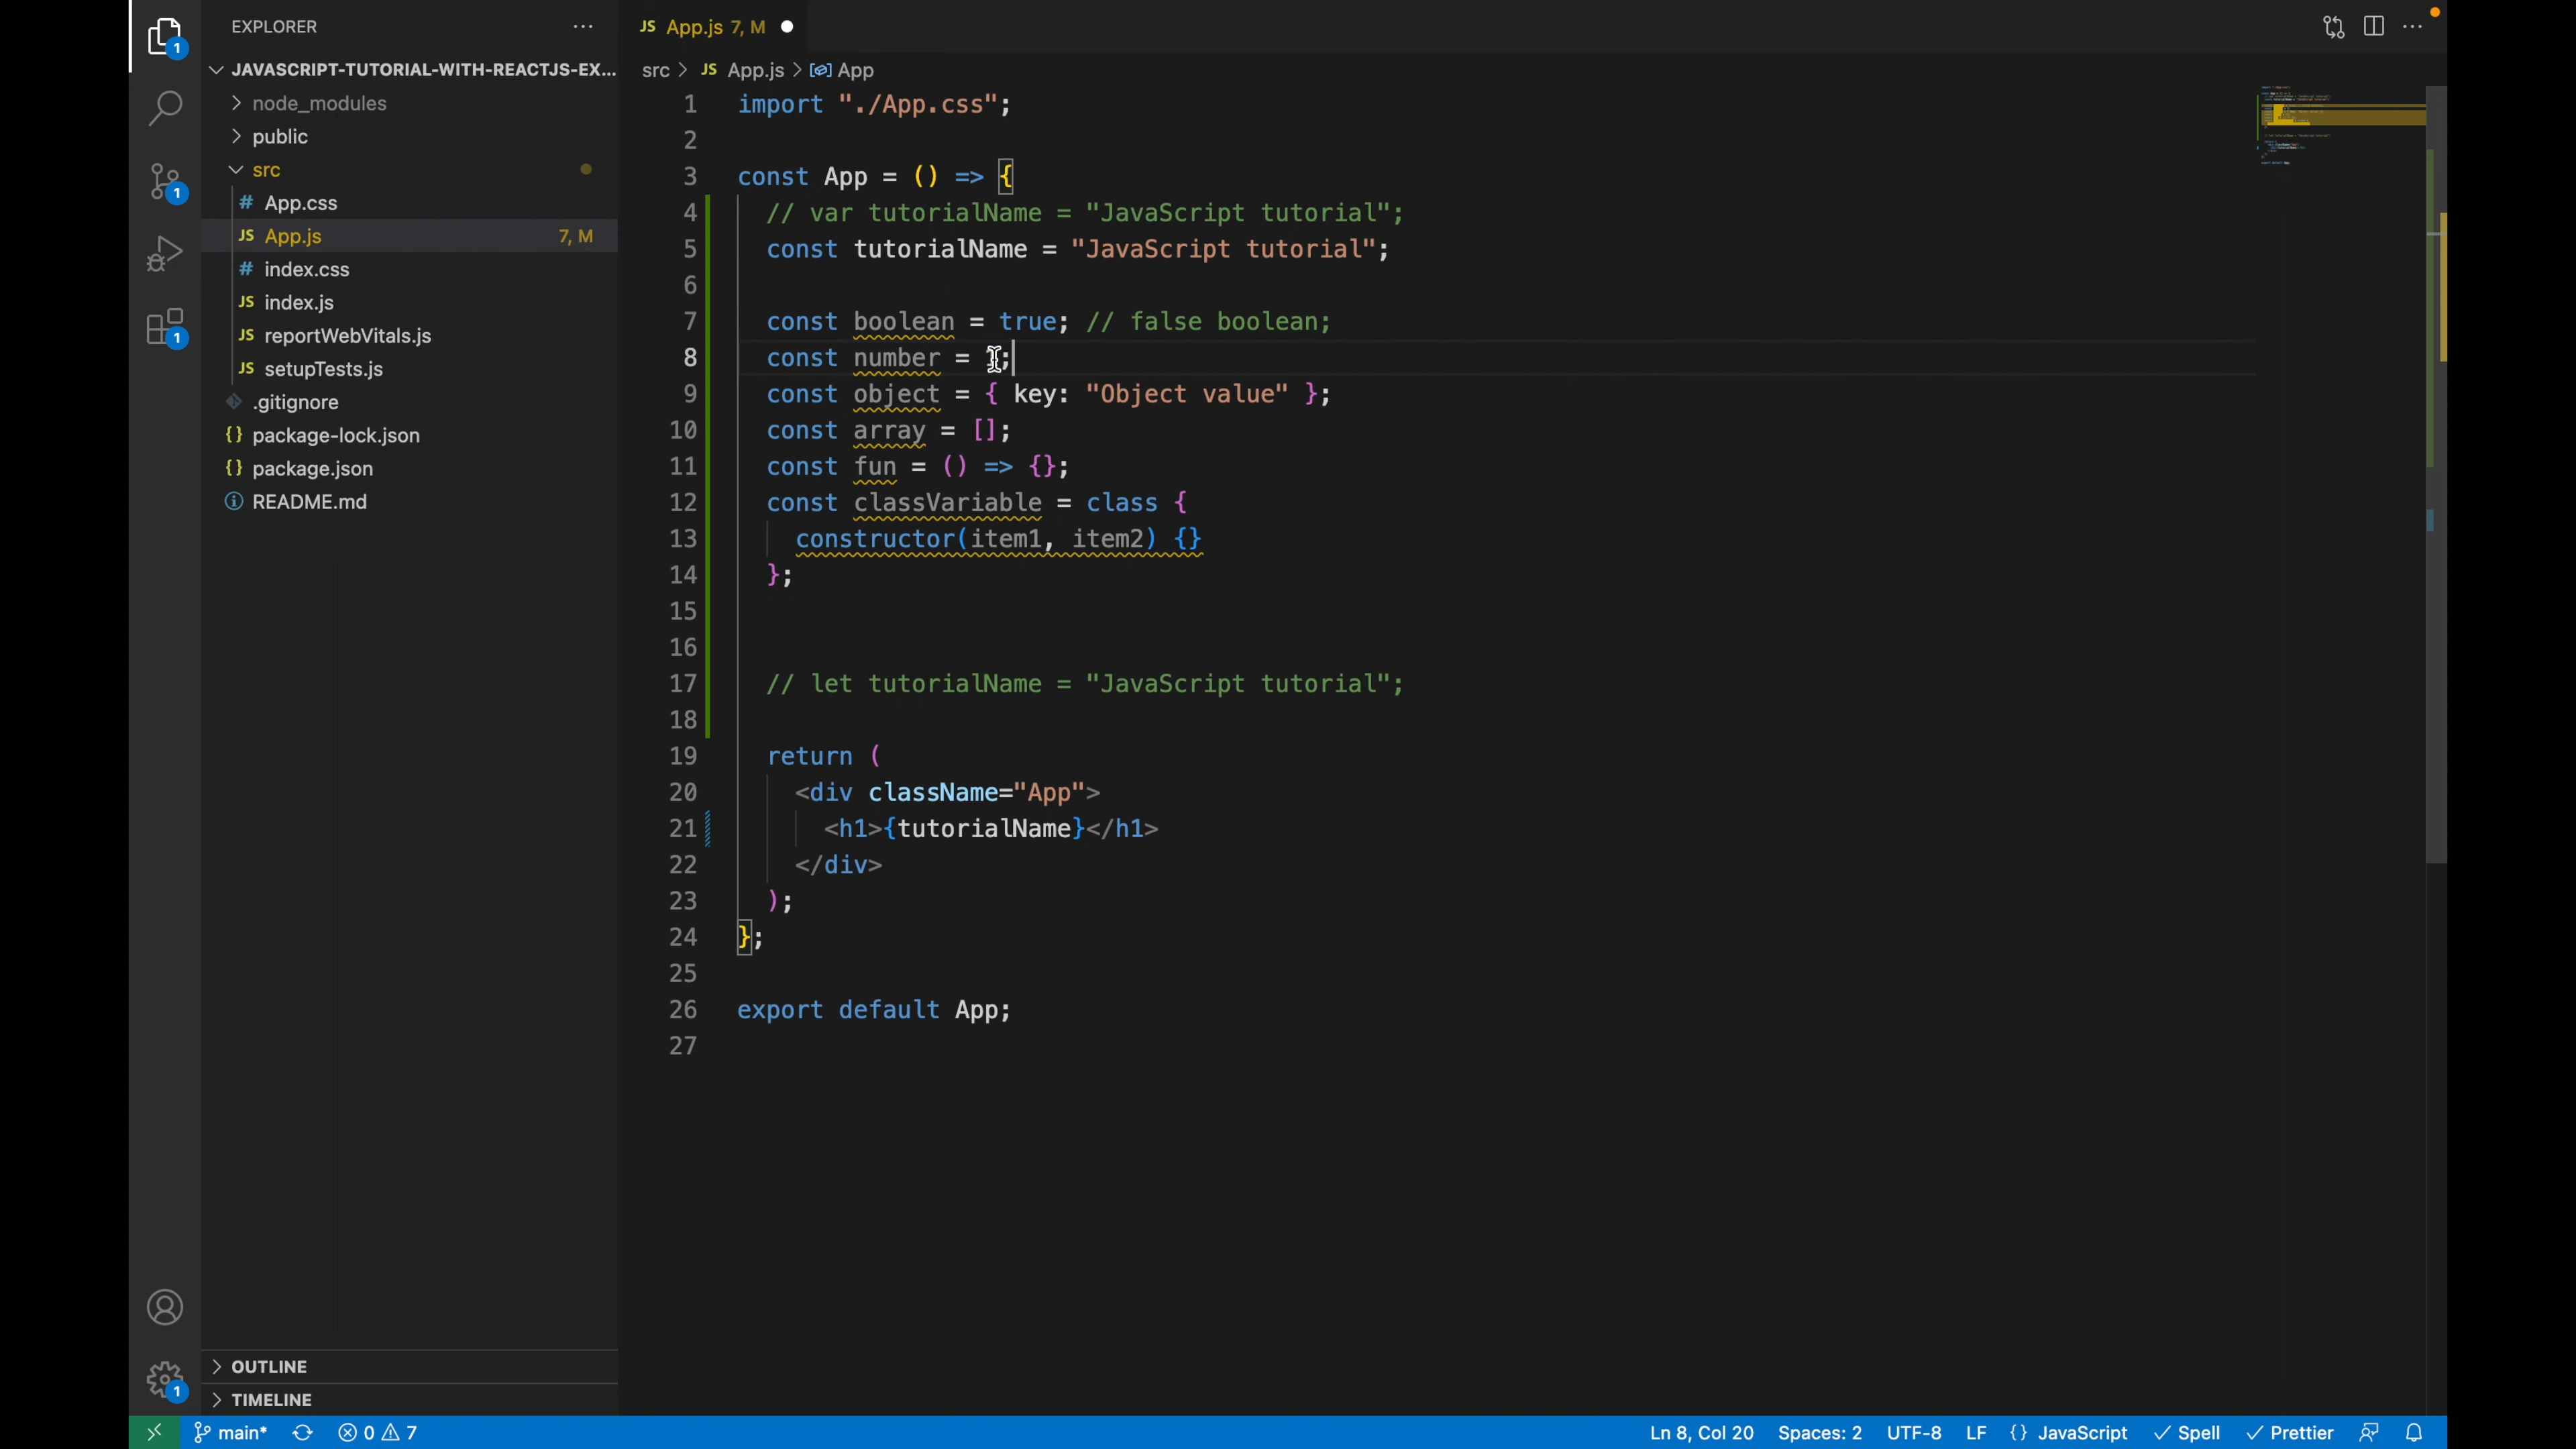 EXPLORER
JAVASCRIPT-TUTORIAL-WITH-REACTJS-EX...
node_modules
public
src
# App.css
JS App.js 7, M
# index.css
JS index.js
JS reportWebVitals.js
JS setupTests.js
.gitignore
{} package-lock.json
{} package.json
README.md
OUTLINE
TIMELINE
1
1
1
1
JS App.js 7, M
src > JS App.js > App
1 import "./App.css";
2
3 const App = () => {
4 // var tutorialName = "JavaScript tutorial";
5 const tutorialName = "JavaScript tutorial";
6
7 const boolean = true; // false boolean;
8 const number = ;
9 const object = { key: "Object value" };
10 const array = [];
11 const fun = () => {};
12 const classVariable = class {
13 constructor(item1, item2) {}
14 };
15
16
17 // let tutorialName = "JavaScript tutorial";
18
19 return (
20 <div className="App">
21 <h1>{tutorialName}</h1>
22 </div>
23 );
24 };
25
26 export default App;
27
main* 0 7 Ln 8, Col 20 Spaces: 2 UTF-8 LF {} JavaScript Spell Prettier